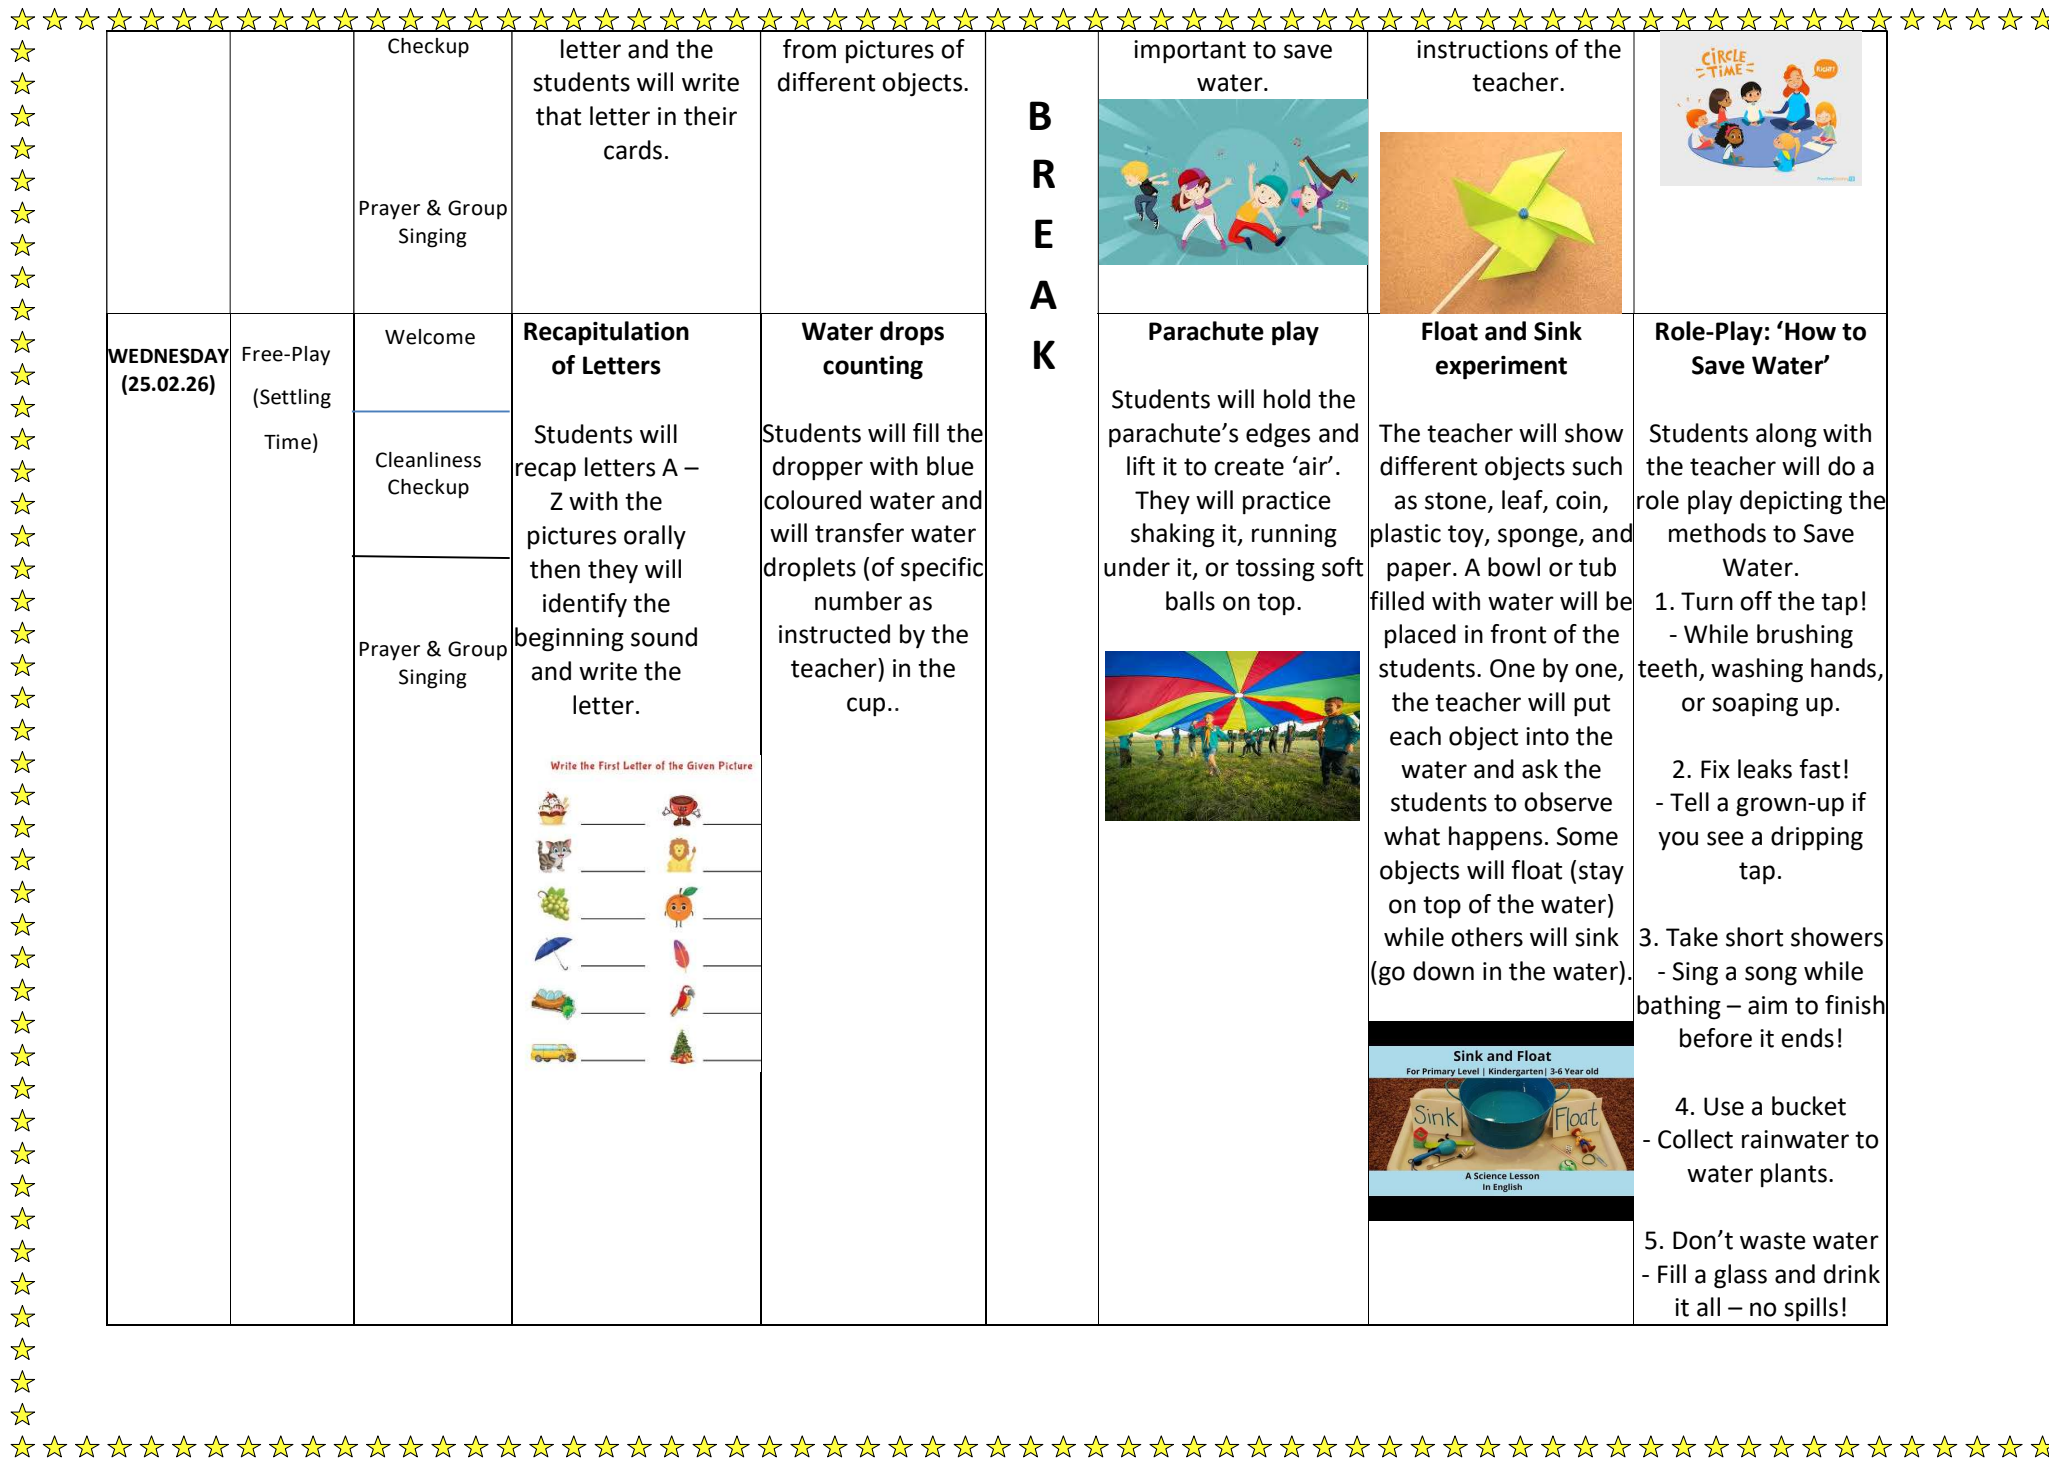 Checkup
Prayer & Group
Singing
letter and the
students will write
that letter in their
cards.
from pictures of
different objects.
B
R
E
A
K
important to save
water.
instructions of the
teacher.
CIRCLE
TIME
RIGHT!
WEDNESDAY
(25.02.26)
Free-Play
(Settling
Time)
Welcome
Cleanliness
Checkup
Prayer & Group
Singing
Recapitulation
of Letters
Students will
recap letters A –
Z with the
pictures orally
then they will
identify the
beginning sound
and write the
letter.
Write the First Letter of the Given Picture
Water drops
counting
Students will fill the
dropper with blue
coloured water and
will transfer water
droplets (of specific
number as
instructed by the
teacher) in the
cup..
Parachute play
Students will hold the
parachute’s edges and
lift it to create ‘air’.
They will practice
shaking it, running
under it, or tossing soft
balls on top.
Float and Sink
experiment
The teacher will show
different objects such
as stone, leaf, coin,
plastic toy, sponge, and
paper. A bowl or tub
filled with water will be
placed in front of the
students. One by one,
the teacher will put
each object into the
water and ask the
students to observe
what happens. Some
objects will float (stay
on top of the water)
while others will sink
(go down in the water).
Sink and Float
For Primary Level | Kindergarten| 3-6 Year old
Sink
Float
A Science Lesson
In English
Role-Play: ‘How to
Save Water’
Students along with
the teacher will do a
role play depicting the
methods to Save
Water.
1. Turn off the tap!
- While brushing
teeth, washing hands,
or soaping up.
2. Fix leaks fast!
- Tell a grown-up if
you see a dripping
tap.
3. Take short showers
- Sing a song while
bathing – aim to finish
before it ends!
4. Use a bucket
- Collect rainwater to
water plants.
5. Don’t waste water
- Fill a glass and drink
it all – no spills!